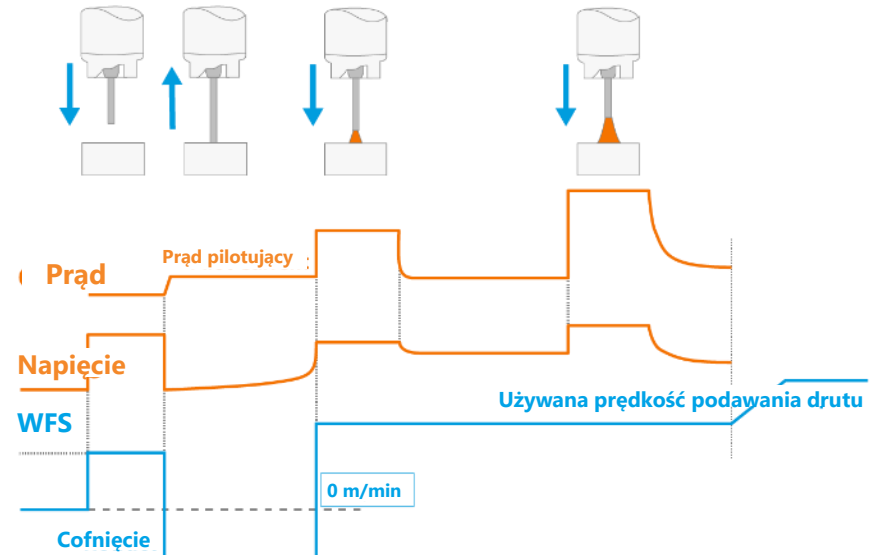 Prąd pilotujący
Prąd
Napięcie
Używana prędkość podawania drutu
WFS
0 m/min
Cofnięcie